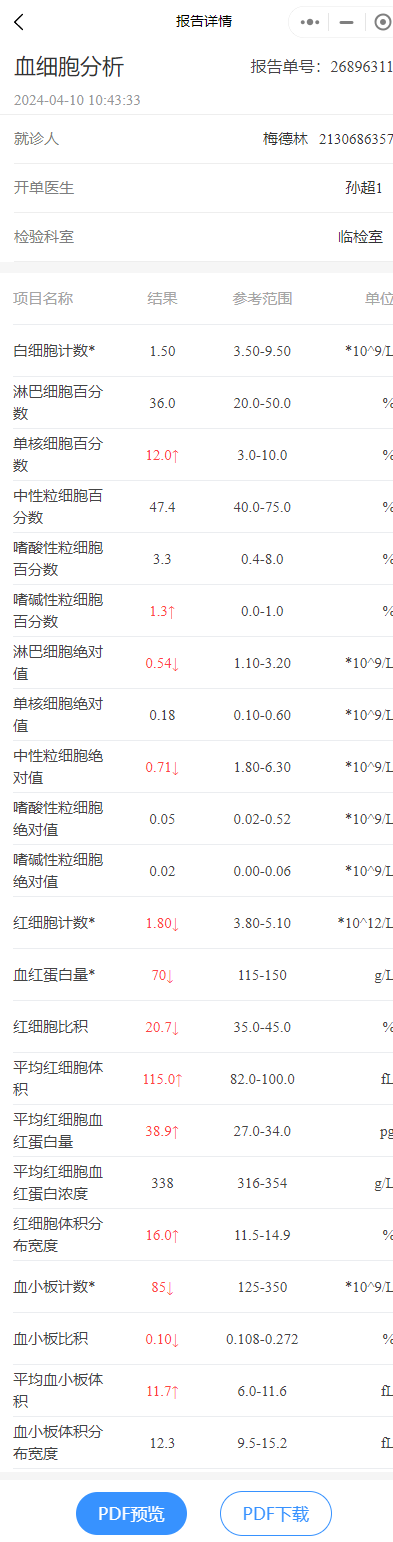 报告详情
血细胞分析 报告单号：26896311
2024-04-10 10:43:33
就诊人 梅德林 2130686357
开单医生 孙超1
检验科室 临检室
项目名称 结果 参考范围 单位
白细胞计数* 1.50 3.50-9.50 *10^9/L
淋巴细胞百分
数 36.0 20.0-50.0 %
单核细胞百分
数 12.0↑ 3.0-10.0 %
中性粒细胞百
分数 47.4 40.0-75.0 %
嗜酸性粒细胞
百分数 3.3 0.4-8.0 %
嗜碱性粒细胞
百分数 1.3↑ 0.0-1.0 %
淋巴细胞绝对
值 0.54↓ 1.10-3.20 *10^9/L
单核细胞绝对
值 0.18 0.10-0.60 *10^9/L
中性粒细胞绝
对值 0.71↓ 1.80-6.30 *10^9/L
嗜酸性粒细胞
绝对值 0.05 0.02-0.52 *10^9/L
嗜碱性粒细胞
绝对值 0.02 0.00-0.06 *10^9/L
红细胞计数* 1.80↓ 3.80-5.10 *10^12/L
血红蛋白量* 70↓ 115-150 g/L
红细胞比积 20.7↓ 35.0-45.0 %
平均红细胞体
积 115.0↑ 82.0-100.0 fL
平均红细胞血
红蛋白量 38.9↑ 27.0-34.0 pg
平均红细胞血
红蛋白浓度 338 316-354 g/L
红细胞体积分
布宽度 16.0↑ 11.5-14.9 %
血小板计数* 85↓ 125-350 *10^9/L
血小板比积 0.10↓ 0.108-0.272 %
平均血小板体
积 11.7↑ 6.0-11.6 fL
血小板体积分
布宽度 12.3 9.5-15.2 fL
PDF预览 PDF下载